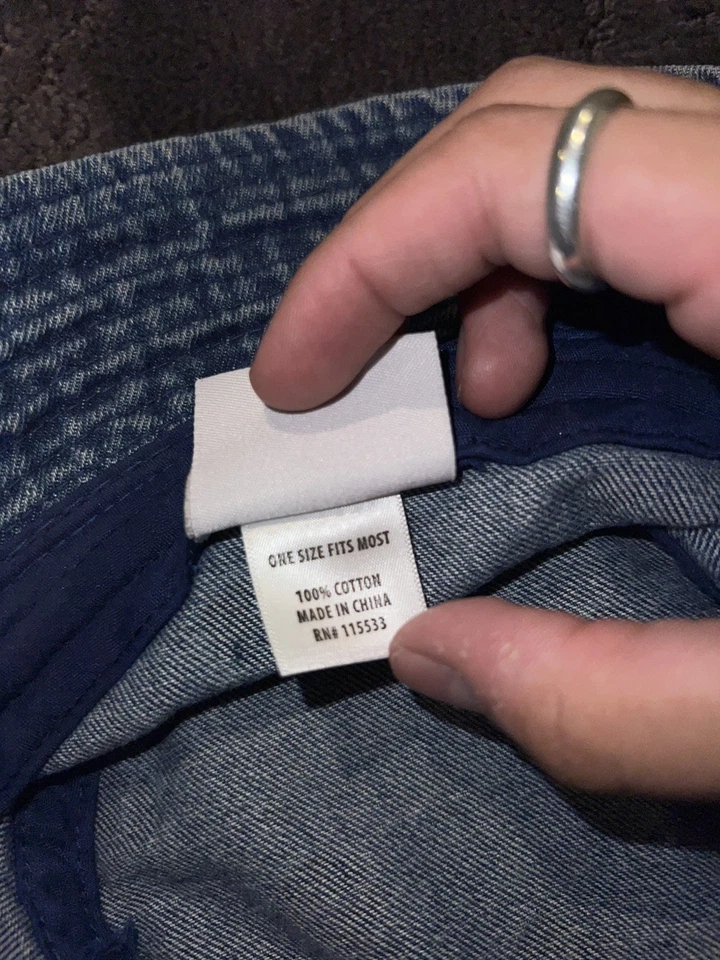 ONE SIZE FITS MOST
100% COTTON
MADE IN CHINA
RN# 115533